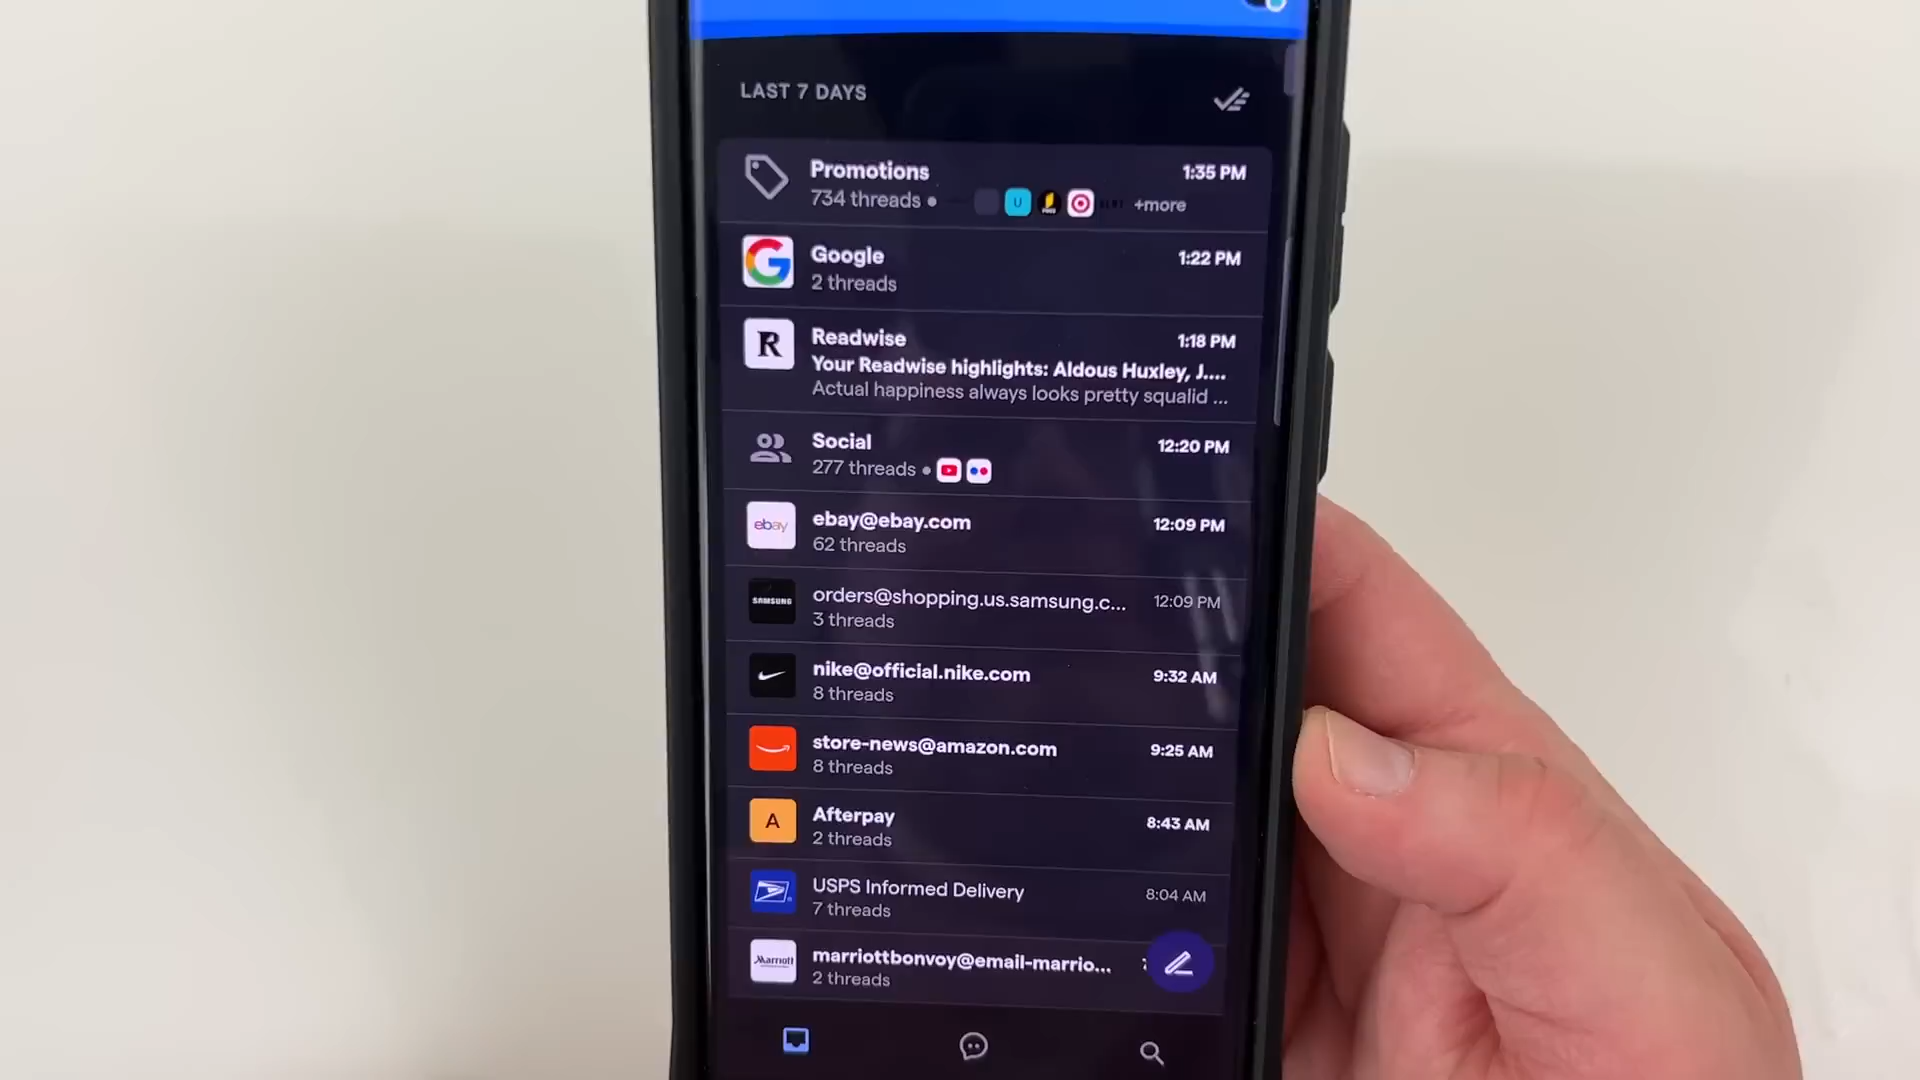 LAST 7 DAYS
Promotions 1:35 PM
734 threads • U +more
Google 1:22 PM
2 threads
R Readwise 1:18 PM
Your Readwise highlights: Aldous Huxley, J....
Actual happiness always looks pretty squalid ...
Social 12:20 PM
277 threads •
ebay ebay@ebay.com 12:09 PM
62 threads
SAMSUNG orders@shopping.us.samsung.c... 12:09 PM
3 threads
nike@official.nike.com 9:32 AM
8 threads
store-news@amazon.com 9:25 AM
8 threads
A Afterpay 8:43 AM
2 threads
USPS Informed Delivery 8:04 AM
7 threads
Marriott marriottbonvoy@email-marrio...
2 threads